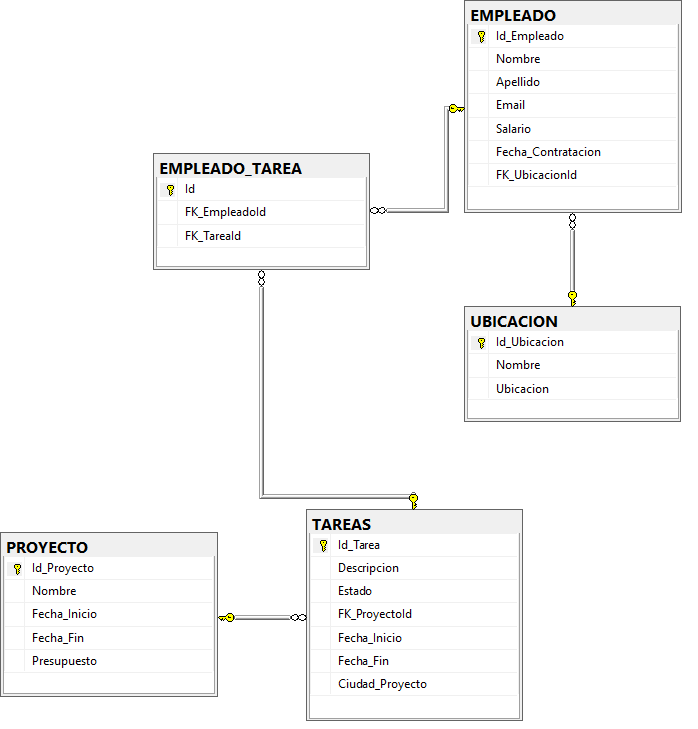 EMPLEADO
Id_Empleado
Nombre
Apellido
Email
Salario
Fecha_Contratacion
FK_UbicacionId
EMPLEADO_TAREA
Id
FK_EmpleadoId
FK_TareaId
UBICACION
Id_Ubicacion
Nombre
Ubicacion
TAREAS
Id_Tarea
Descripcion
Estado
FK_ProyectoId
Fecha_Inicio
Fecha_Fin
Ciudad_Proyecto
PROYECTO
Id_Proyecto
Nombre
Fecha_Inicio
Fecha_Fin
Presupuesto